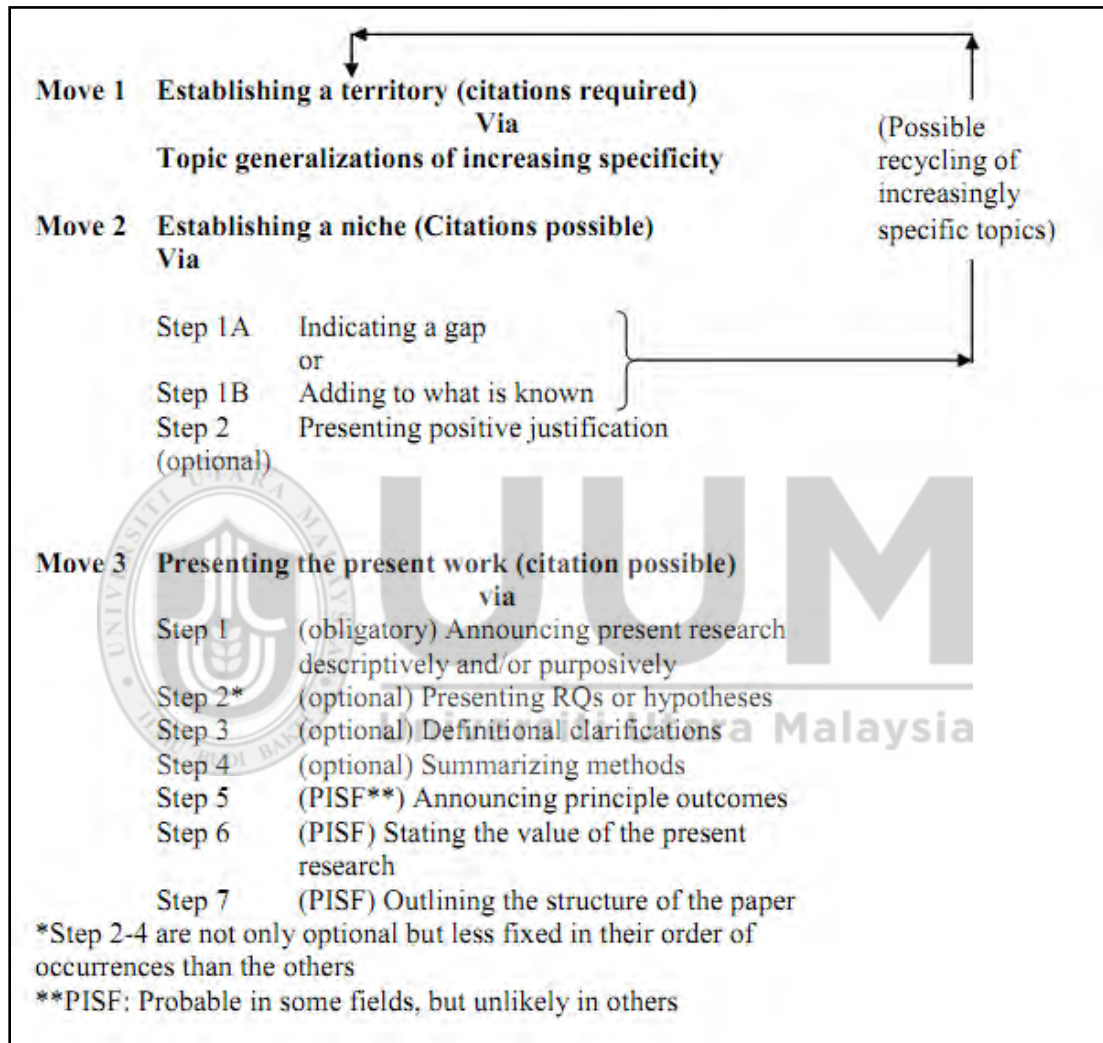 Move 1 Establishing a territory (citations required)
Via
Topic generalizations of increasing specificity
(Possible
recycling of
increasingly
specific topics)
Move 2 Establishing a niche (Citations possible)
Via
Step 1A Indicating a gap
or
Step 1B Adding to what is known
Step 2 Presenting positive justification
(optional)
Move 3 Presenting the present work (citation possible)
via
Step 1 (obligatory) Announcing present research
descriptively and/or purposively
Step 2* (optional) Presenting RQs or hypotheses
Step 3 (optional) Definitional clarifications
Step 4 (optional) Summarizing methods
Step 5 (PISF**) Announcing principle outcomes
Step 6 (PISF) Stating the value of the present
research
Step 7 (PISF) Outlining the structure of the paper
*Step 2-4 are not only optional but less fixed in their order of
occurrences than the others
**PISF: Probable in some fields, but unlikely in others
UUM
Universiti Utara Malaysia
UNIVERSITI UTARA MALAYSIA
ILMU BUDI BAKTI